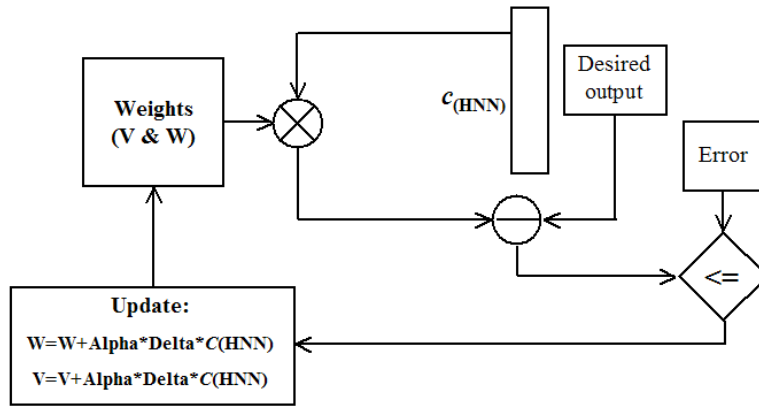 Weights
(V & W)
c(HNN)
Desired
output
Error
<=
Update:
W=W+Alpha*Delta*C(HNN)
V=V+Alpha*Delta*C(HNN)